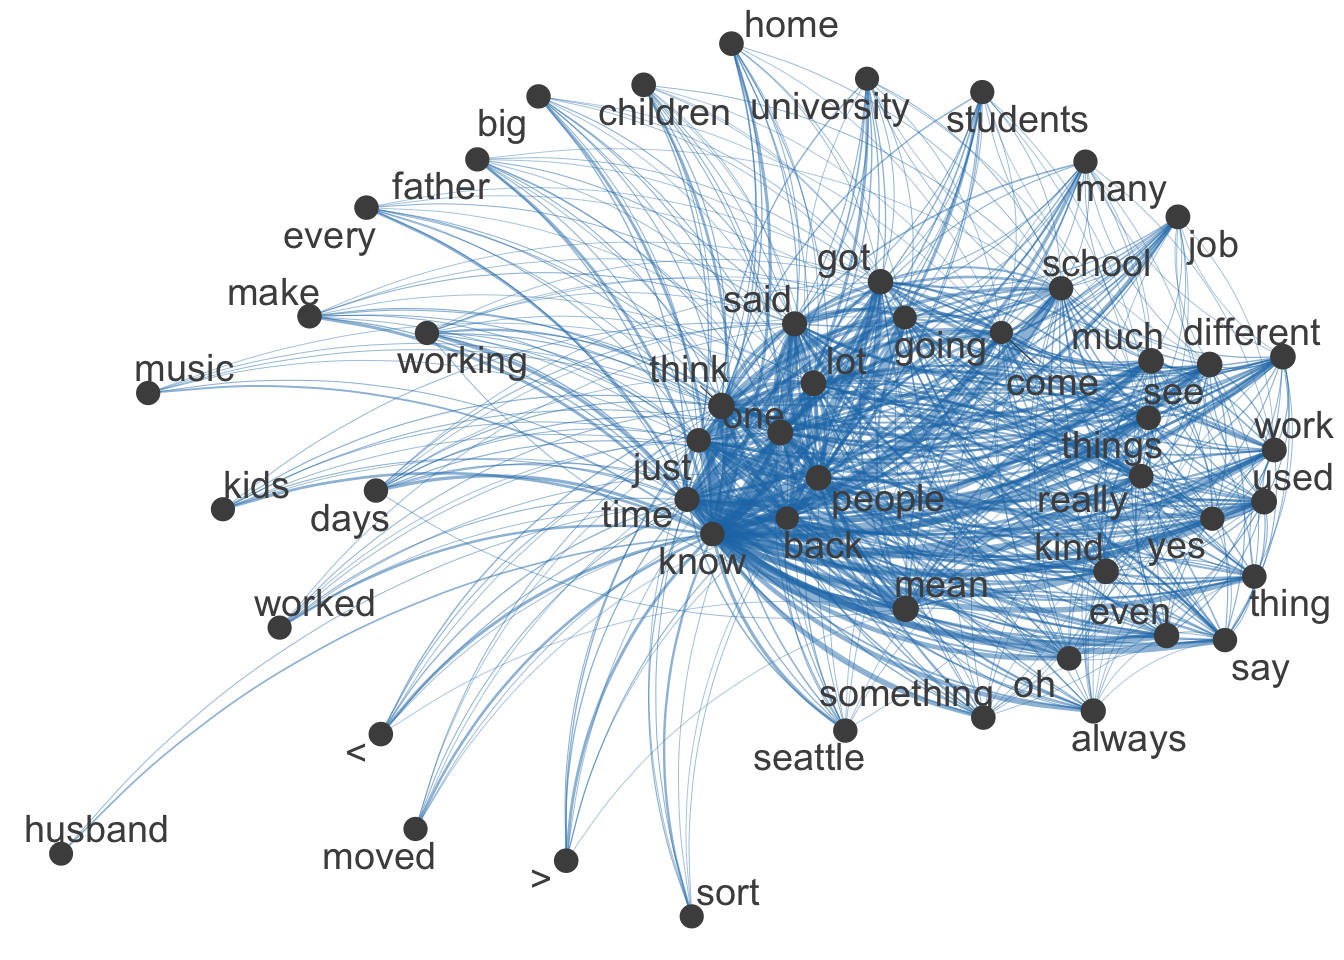 home
university
children
students
big
father
many
every
job
got
school
make
said
much
different
going
working
lot
think
music
come
see
one
work
things
just
used
kids
really
people
time
days
yes
back
kind
know
mean
worked
thing
even
say
oh
something
always
<
seattle
husband
moved
>
sort